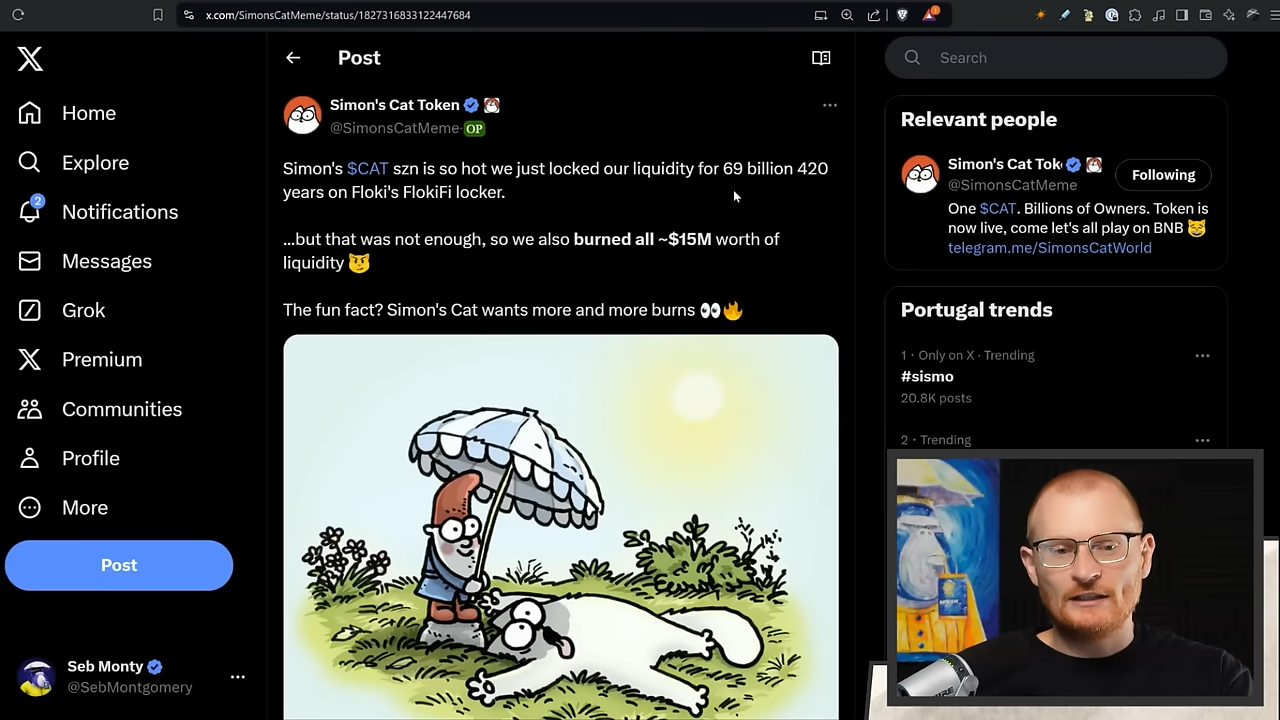 x.com/SimonsCatMeme/status/1827316833122447684
Home
Explore
2
Notifications
Messages
Grok
Premium
Communities
Profile
More
Post
Seb Monty
@SebMontgomery
Post
Simon's Cat Token
@SimonsCatMeme· OP
Simon's $CAT szn is so hot we just locked our liquidity for 69 billion 420
years on Floki's FlokiFi locker.
...but that was not enough, so we also burned all ~$15M worth of
liquidity 😼
The fun fact? Simon's Cat wants more and more burns 👀🔥
Search
Relevant people
Simon's Cat Tok
@SimonsCatMeme
Following
One $CAT. Billions of Owners. Token is
now live, come let's all play on BNB 😸
telegram.me/SimonsCatWorld
Portugal trends
1 · Only on X · Trending
#sismo
20.8K posts
2 · Trending